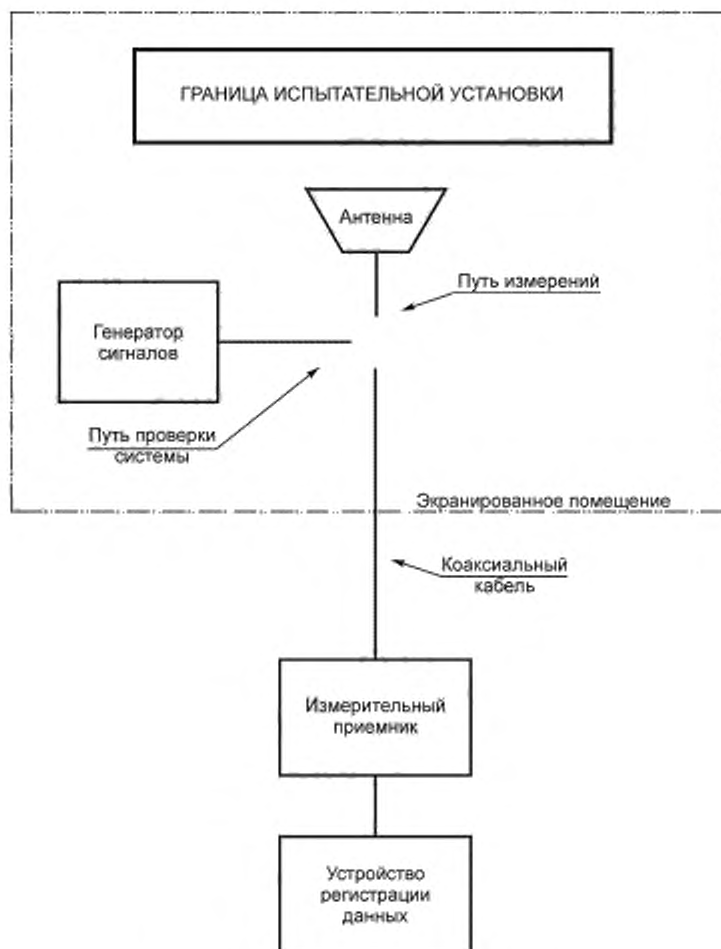 ГРАНИЦА ИСПЫТАТЕЛЬНОЙ УСТАНОВКИ
Антенна
Путь измерений
Генератор
сигналов
Путь проверки
системы
Экранированное помещение
Коаксиальный
кабель
Измерительный
приемник
Устройство
регистрации
данных